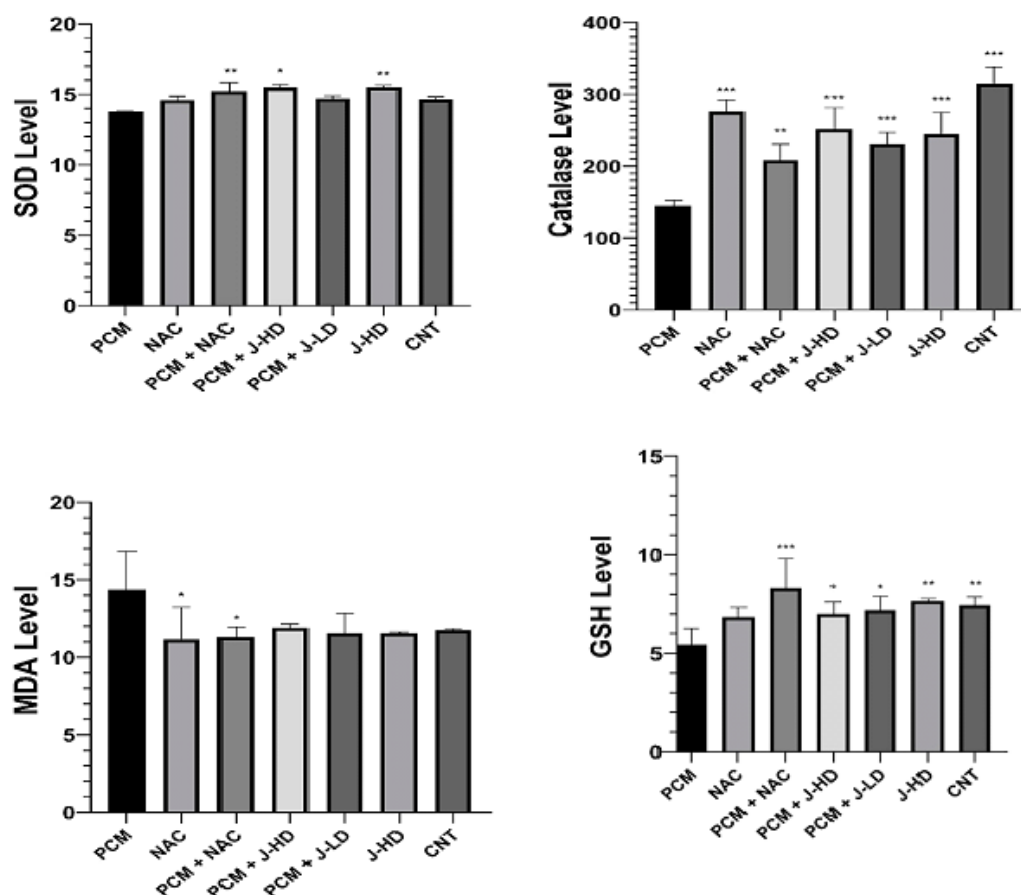 SOD Level
20
15
10
5
0
**
*
**
PCM
NAC
PCM + NAC
PCM + J-HD
PCM + J-LD
J-HD
CNT
Catalase Level
400
300
200
100
0
***
**
***
***
***
***
PCM
NAC
PCM + NAC
PCM + J-HD
PCM + J-LD
J-HD
CNT
MDA Level
20
15
10
5
0
*
*
PCM
NAC
PCM + NAC
PCM + J-HD
PCM + J-LD
J-HD
CNT
GSH Level
15
10
5
0
***
*
*
**
**
PCM
NAC
PCM + NAC
PCM + J-HD
PCM + J-LD
J-HD
CNT